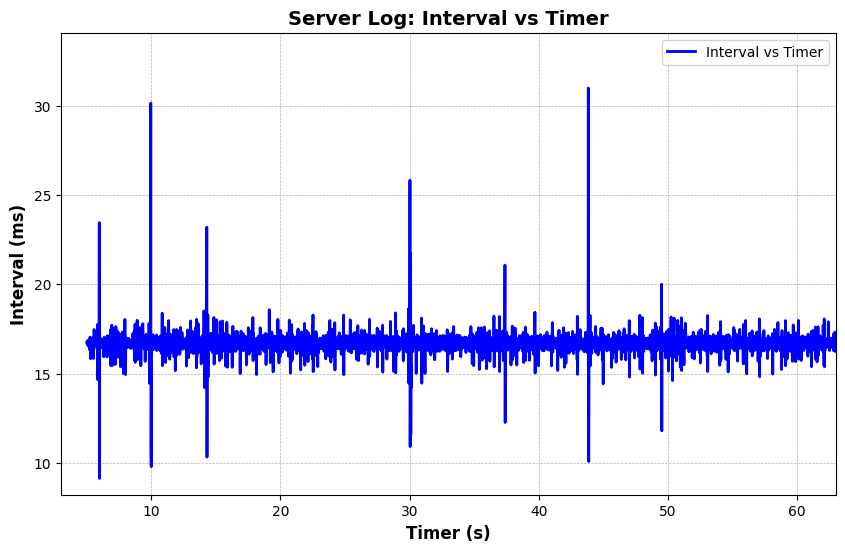 Server Log: Interval vs Timer
Interval vs Timer
30
25
20
15
10
Interval (ms)
10 20 30 40 50 60
Timer (s)